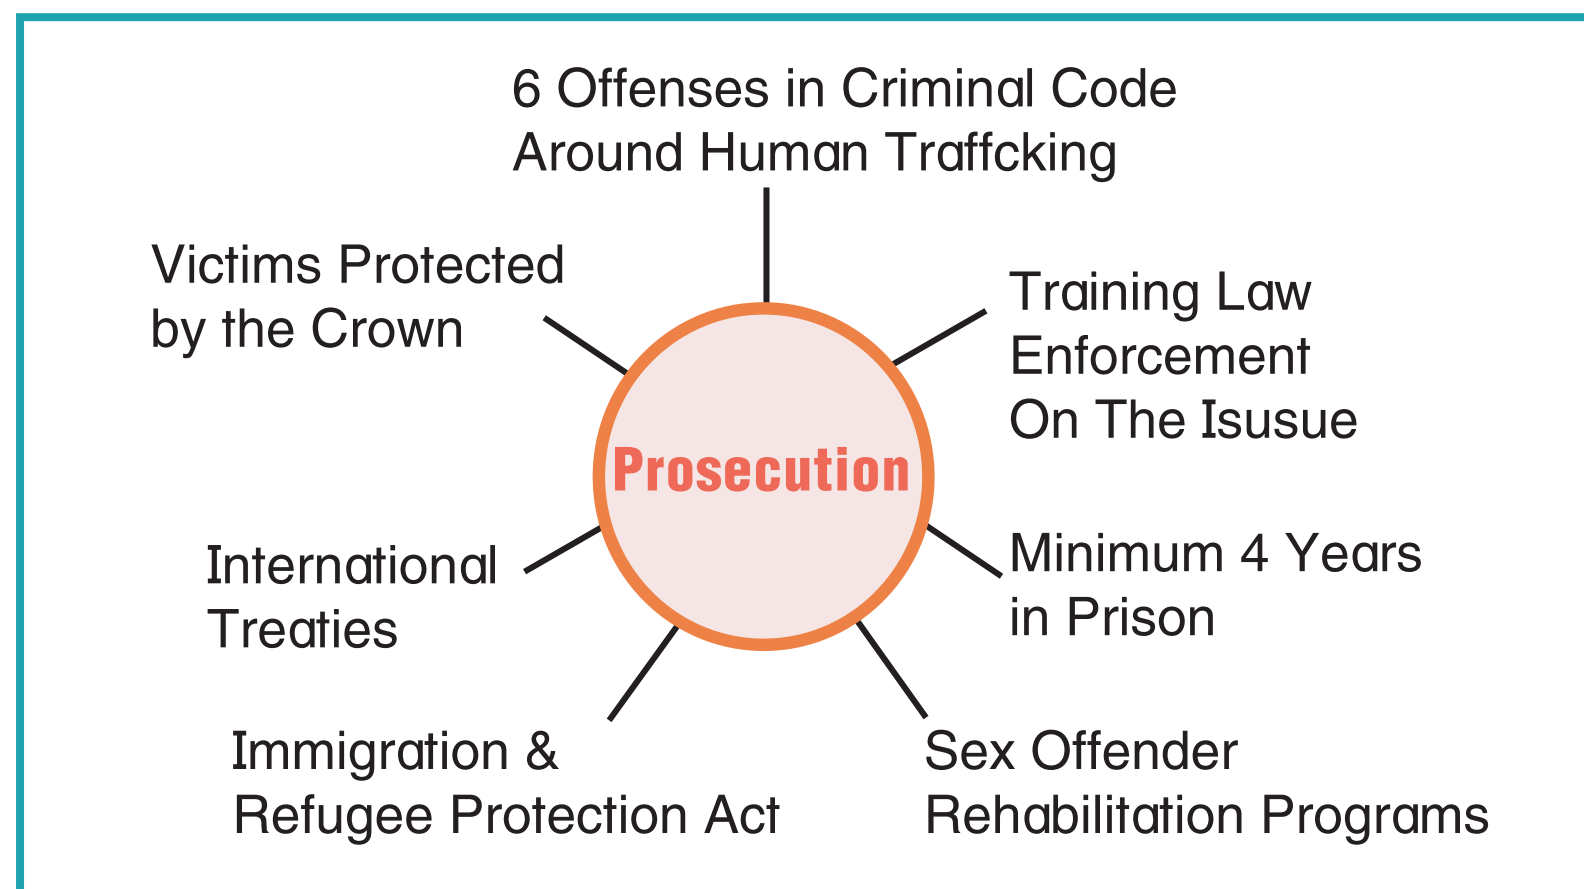 6 Offenses in Criminal Code
Around Human Traffcking
Victims Protected
by the Crown
Training Law
Enforcement
On The Isusue
Prosecution
International
Treaties
Minimum 4 Years
in Prison
Immigration &
Refugee Protection Act
Sex Offender
Rehabilitation Programs